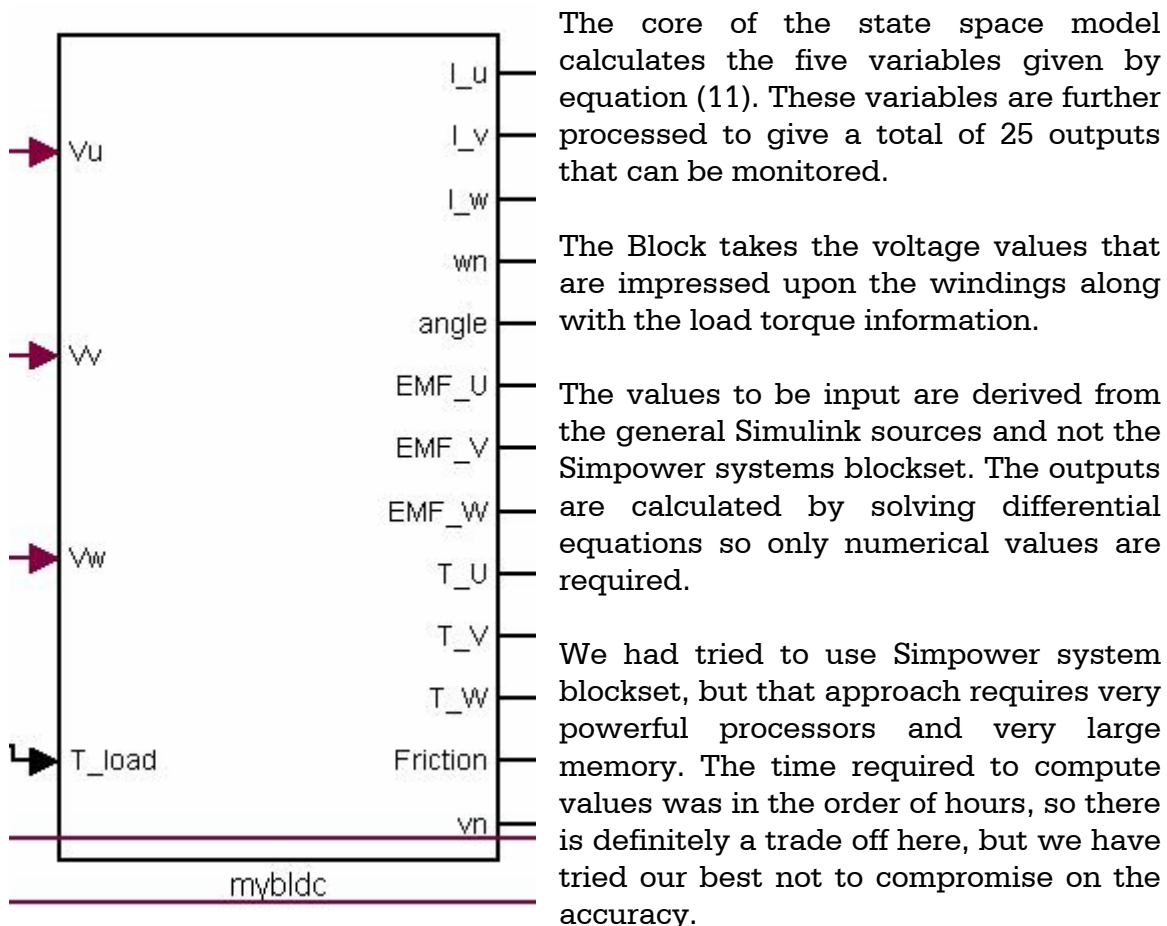 Vu
Vv
Vw
T_load
I_u
I_v
I_w
wn
angle
EMF_U
EMF_V
EMF_W
T_U
T_V
T_W
Friction
vn
mybldc
The core of the state space model
calculates the five variables given by
equation (11). These variables are further
processed to give a total of 25 outputs
that can be monitored.
The Block takes the voltage values that
are impressed upon the windings along
with the load torque information.
The values to be input are derived from
the general Simulink sources and not the
Simpower systems blockset. The outputs
are calculated by solving differential
equations so only numerical values are
required.
We had tried to use Simpower system
blockset, but that approach requires very
powerful processors and very large
memory. The time required to compute
values was in the order of hours, so there
is definitely a trade off here, but we have
tried our best not to compromise on the
accuracy.